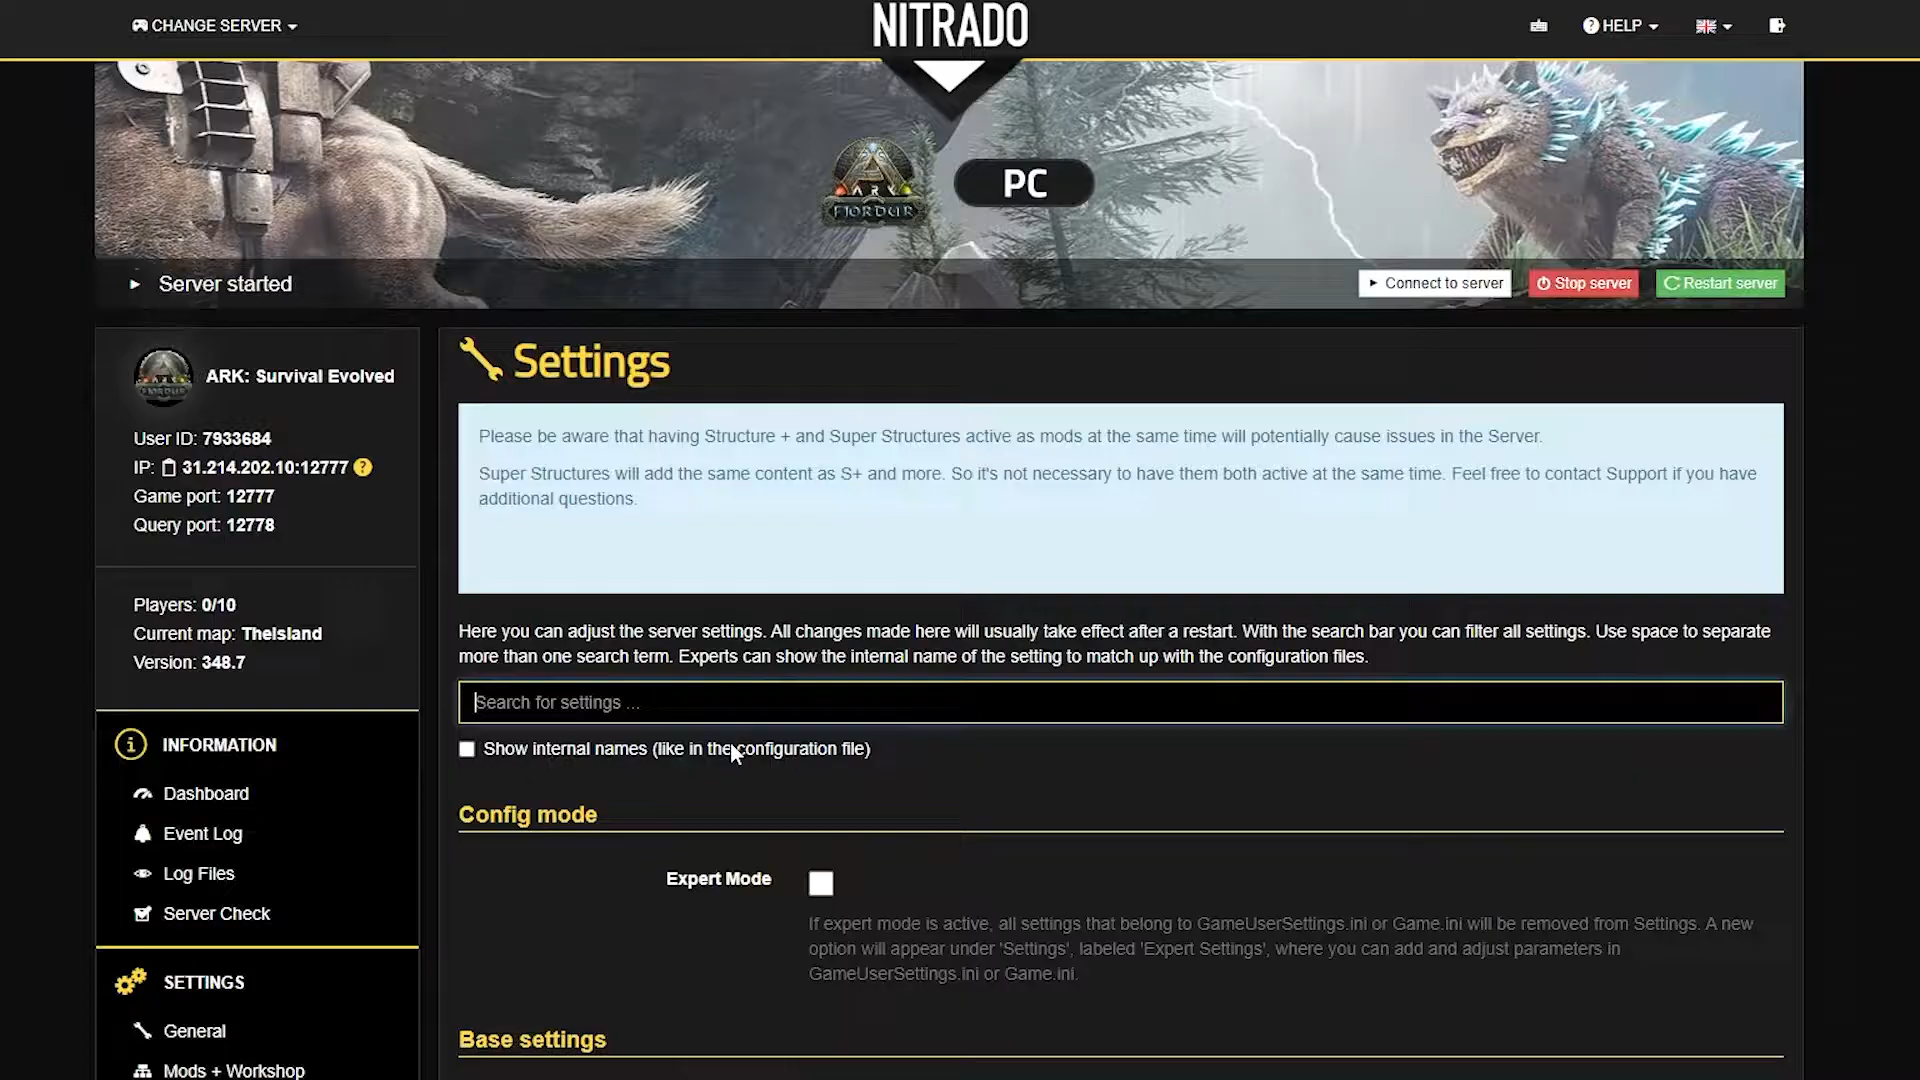 CHANGE SERVER
NITRADO
HELP
ARK
FJORDUR
PC
Server started
Connect to server
Stop server
Restart server
ARK: Survival Evolved
User ID: 7933684
IP: 31.214.202.10:12777 ?
Game port: 12777
Query port: 12778
Players: 0/10
Current map: TheIsland
Version: 348.7
INFORMATION
Dashboard
Event Log
Log Files
Server Check
SETTINGS
General
Mods + Workshop
Settings
Please be aware that having Structure + and Super Structures active as mods at the same time will potentially cause issues in the Server.
Super Structures will add the same content as S+ and more. So it's not necessary to have them both active at the same time. Feel free to contact Support if you have
additional questions.
Here you can adjust the server settings. All changes made here will usually take effect after a restart. With the search bar you can filter all settings. Use space to separate
more than one search term. Experts can show the internal name of the setting to match up with the configuration files.
Search for settings ...
Show internal names (like in the configuration file)
Config mode
Expert Mode
If expert mode is active, all settings that belong to GameUserSettings.ini or Game.ini will be removed from Settings. A new
option will appear under 'Settings', labeled 'Expert Settings', where you can add and adjust parameters in
GameUserSettings.ini or Game.ini.
Base settings